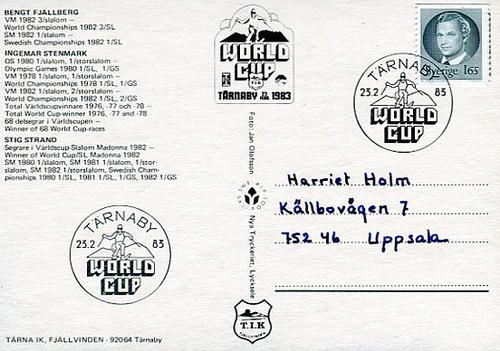 BENGT FJÄLLBERG
VM 1982 3/slalom –
World Championships 1982 3/SL
SM 1982 1/slalom –
Swedish Championships 1982 1/SL
INGEMAR STENMARK
OS 1980 1/slalom, 1/storslalom –
Olympic Games 1980 1/SL, 1/GS
VM 1978 1/slalom, 1/storslalom –
World Championships 1978 1/SL, 1/GS
VM 1982 1/slalom, 2/storslalom –
World Championships 1982 1/SL, 2/GS
Total Världscupvinnare 1976, -77 och -78 –
Total World Cup-winner 1976, -77 and -78
68 delsegrar i Världscupen –
Winner of 68 World Cup-races
STIG STRAND
Segrare i Världscup-Slalom Madonna 1982 –
Winner of World Cup/SL Madonna 1982
SM 1980 1/slalom, SM 1981 1/slalom, 1/stor-
slalom, SM 1982 1/storslalom, Swedish Cham-
pionships 1980 1/SL, 1981 1/SL, 1/GS, 1982 1/GS
TÄRNABY
23.2 83
WORLD
CUP
TÄRNA IK, FJÄLLVINDEN - 92064 Tärnaby
WORLD
CUP
T.I.K
TÄRNABY 1983
Foto: Jan Olofsson
Nya Tryckeriet, Lycksele
T.I.K
FJÄLLVINDEN
Sverige 165
TÄRNABY
23.2 83
WORLD
CUP
Harriet Holm
Källbovägen 7
752 46 Uppsala